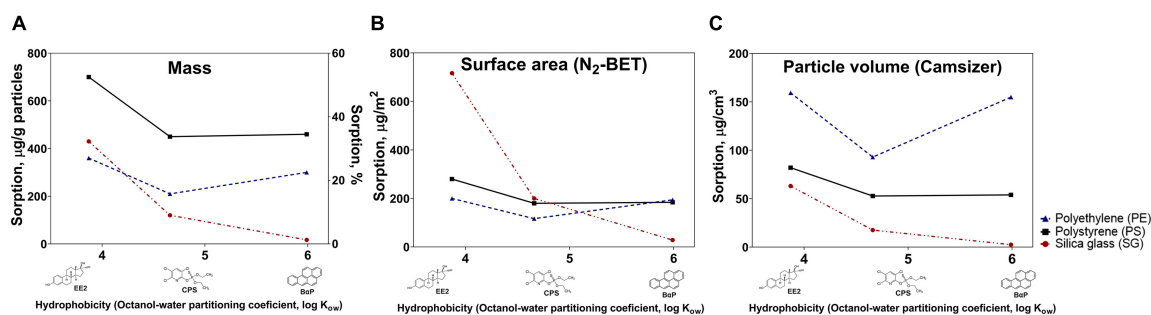 A
Mass
Sorption, µg/g particles
800
600
400
200
0
60
40
20
0
Sorption, %
4
5
6
EE2
CPS
BαP
Hydrophobicity (Octanol-water partitioning coeficient, log Kow)
B
Surface area (N2-BET)
Sorption, µg/m²
800
600
400
200
0
4
5
6
EE2
CPS
BαP
Hydrophobicity (Octanol-water partitioning coeficient, log Kow)
C
Particle volume (Camsizer)
Sorption, µg/cm³
200
150
100
50
0
4
5
6
EE2
CPS
BαP
Hydrophobicity (Octanol-water partitioning coeficient, log Kow)
Polyethylene (PE)
Polystyrene (PS)
Silica glass (SG)